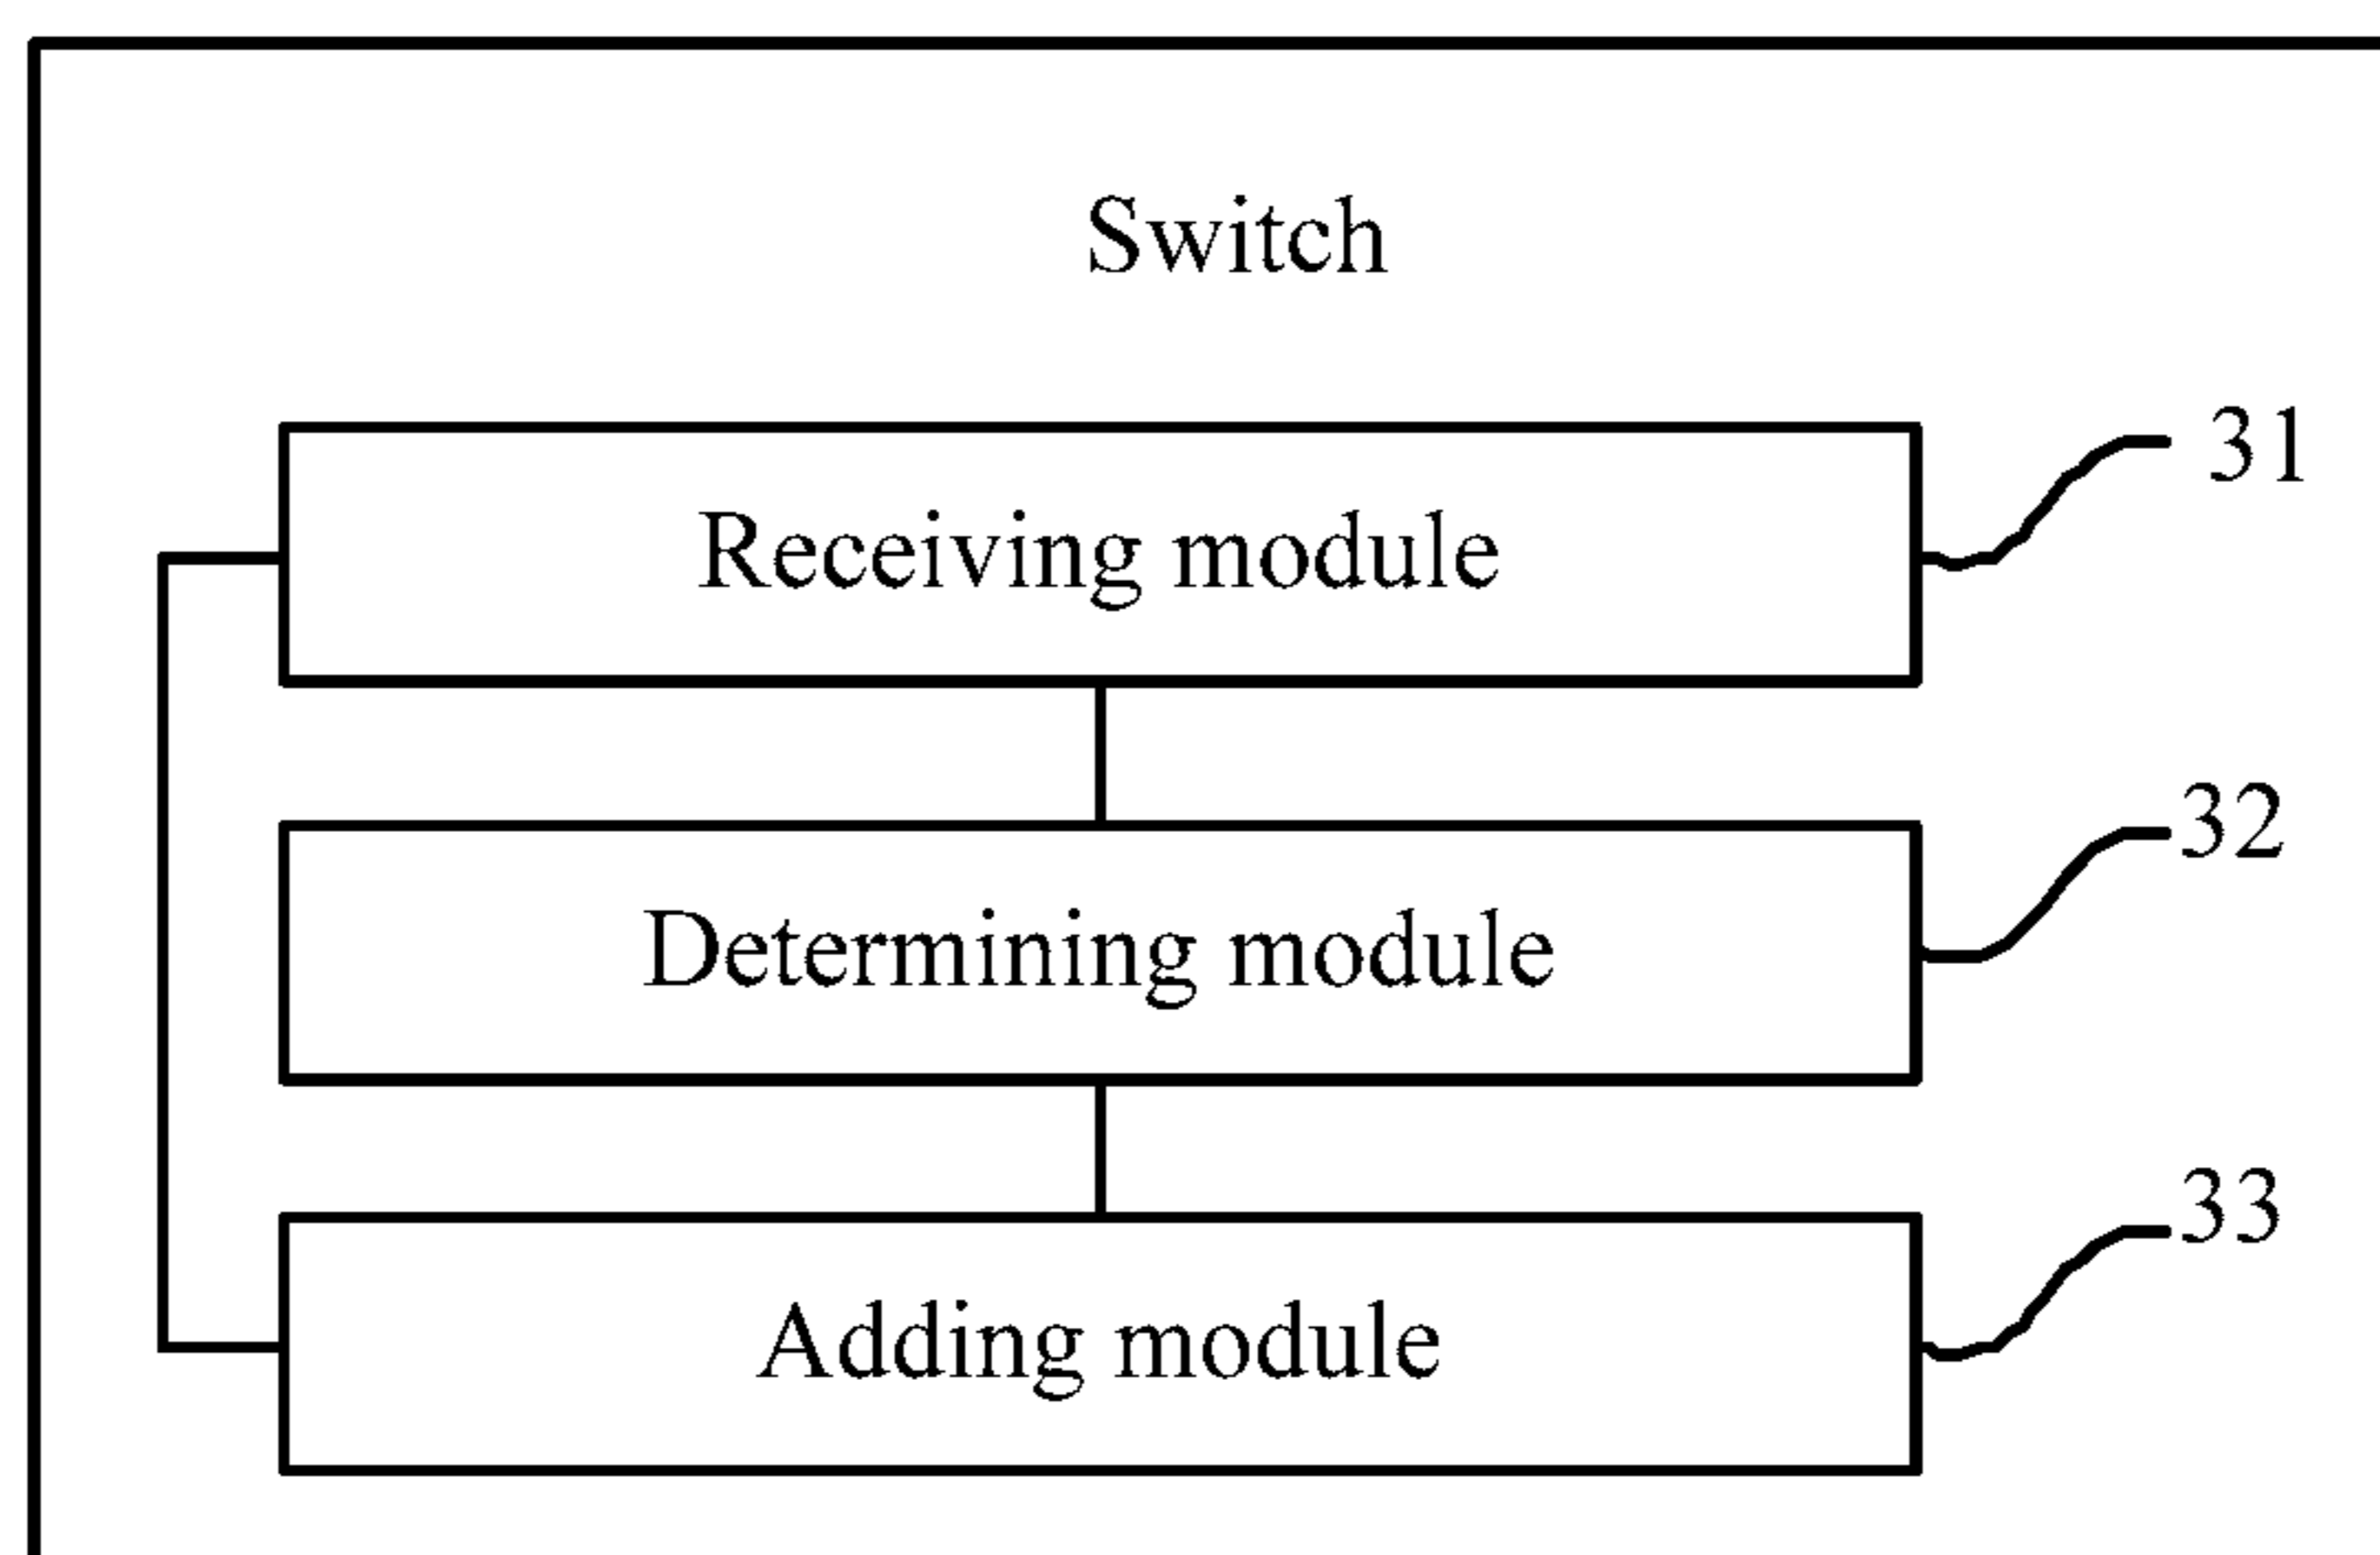 Switch
31
Receiving module
32
Determining module
33
Adding module